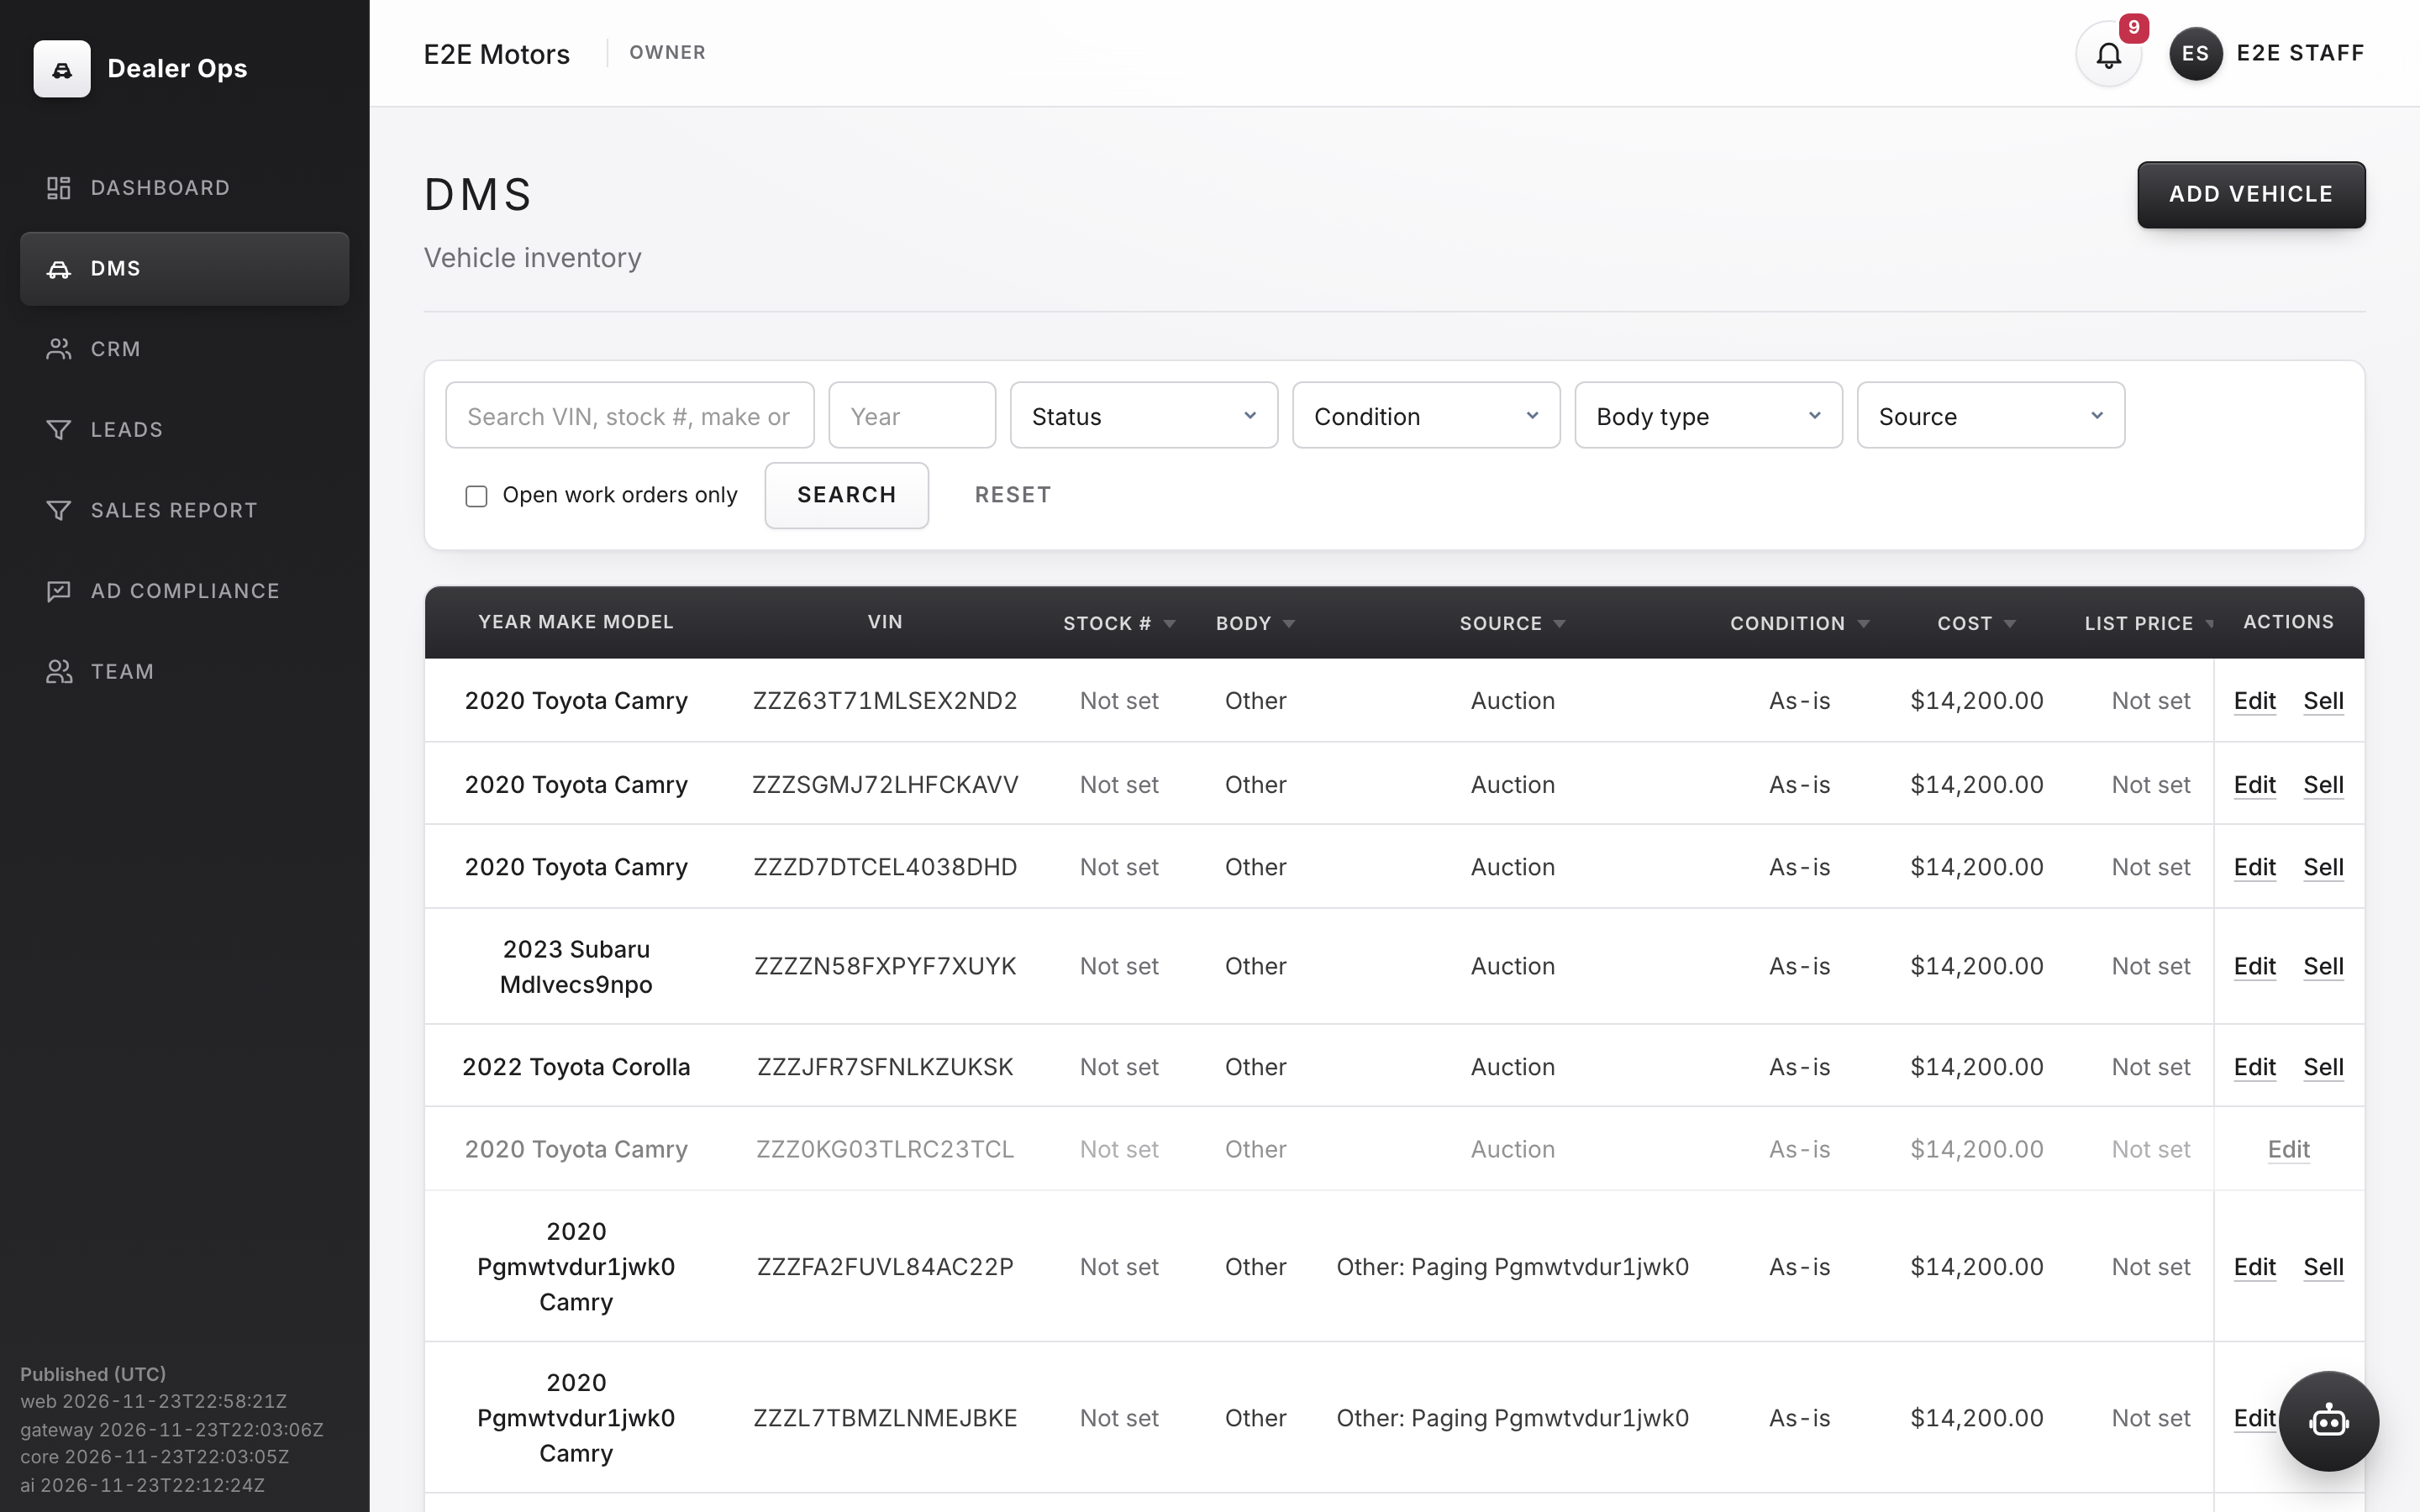 Dealer Ops
DASHBOARD
DMS
CRM
LEADS
SALES REPORT
AD COMPLIANCE
TEAM
Published (UTC)
web 2026-11-23T22:58:21Z
gateway 2026-11-23T22:03:06Z
core 2026-11-23T22:03:05Z
ai 2026-11-23T22:12:24Z
E2E Motors OWNER 9 ES E2E STAFF
DMS
Vehicle inventory
ADD VEHICLE
Search VIN, stock #, make or Year Status Condition Body type Source
Open work orders only SEARCH RESET
YEAR MAKE MODEL VIN STOCK # BODY SOURCE CONDITION COST LIST PRICE ACTIONS
2020 Toyota Camry ZZZ63T71MLSEX2ND2 Not set Other Auction As-is $14,200.00 Not set Edit Sell
2020 Toyota Camry ZZZSGMJ72LHFCKAVV Not set Other Auction As-is $14,200.00 Not set Edit Sell
2020 Toyota Camry ZZZD7DTCEL4038DHD Not set Other Auction As-is $14,200.00 Not set Edit Sell
2023 Subaru
Mdlvecs9npo ZZZZN58FXPYF7XUYK Not set Other Auction As-is $14,200.00 Not set Edit Sell
2022 Toyota Corolla ZZZJFR7SFNLKZUKSK Not set Other Auction As-is $14,200.00 Not set Edit Sell
2020 Toyota Camry ZZZ0KG03TLRC23TCL Not set Other Auction As-is $14,200.00 Not set Edit
2020
Pgmwtvdur1jwk0 ZZZFA2FUVL84AC22P Not set Other Other: Paging Pgmwtvdur1jwk0 As-is $14,200.00 Not set Edit Sell
Camry
2020
Pgmwtvdur1jwk0 ZZZL7TBMZLNMEJBKE Not set Other Other: Paging Pgmwtvdur1jwk0 As-is $14,200.00 Not set Edit
Camry